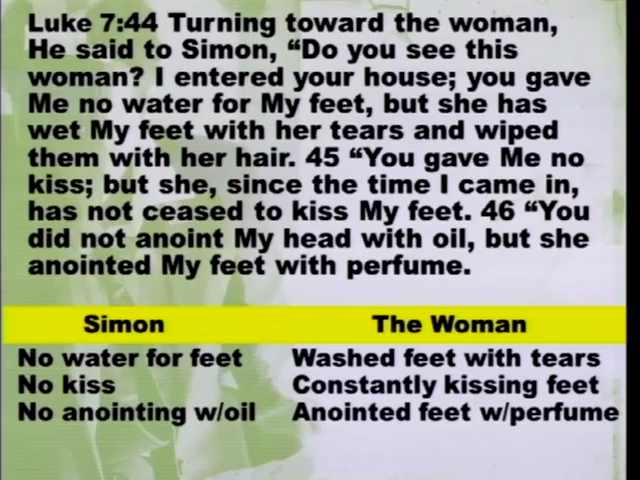 Luke 7:44 Turning toward the woman,
He said to Simon, “Do you see this
woman? I entered your house; you gave
Me no water for My feet, but she has
wet My feet with her tears and wiped
them with her hair. 45 “You gave Me no
kiss; but she, since the time I came in,
has not ceased to kiss My feet. 46 “You
did not anoint My head with oil, but she
anointed My feet with perfume.
Simon The Woman
No water for feet Washed feet with tears
No kiss Constantly kissing feet
No anointing w/oil Anointed feet w/perfume